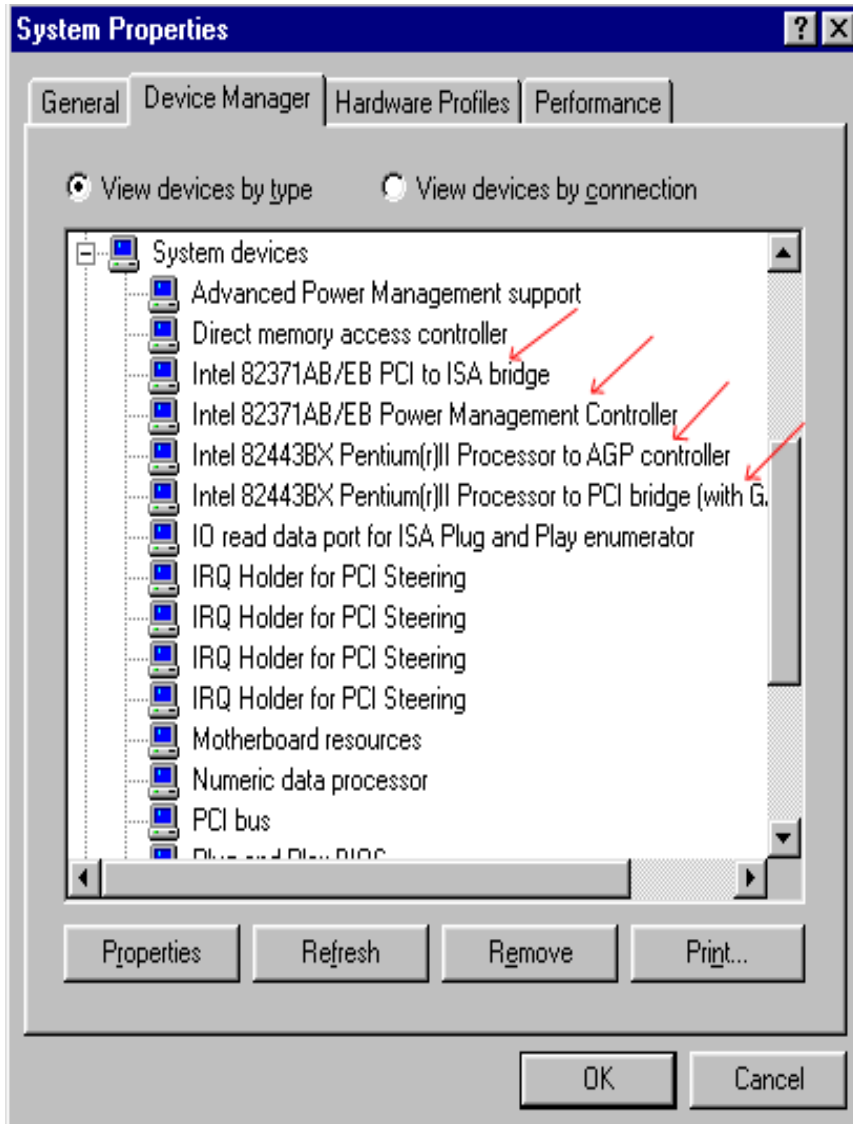 System Properties
General Device Manager Hardware Profiles Performance
View devices by type View devices by connection
System devices
Advanced Power Management support
Direct memory access controller
Intel 82371AB/EB PCI to ISA bridge
Intel 82371AB/EB Power Management Controller
Intel 82443BX Pentium(r)II Processor to AGP controller
Intel 82443BX Pentium(r)II Processor to PCI bridge (with G.
IO read data port for ISA Plug and Play enumerator
IRQ Holder for PCI Steering
IRQ Holder for PCI Steering
IRQ Holder for PCI Steering
IRQ Holder for PCI Steering
Motherboard resources
Numeric data processor
PCI bus
Plug and Play BIOS
Properties Refresh Remove Print...
OK Cancel